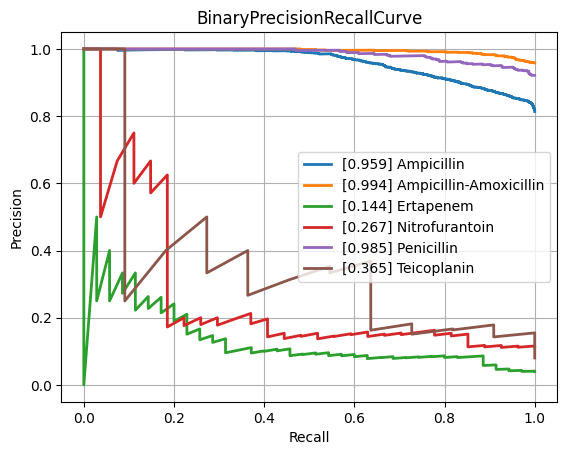 BinaryPrecisionRecallCurve
Precision
1.0
0.8
0.6
0.4
0.2
0.0
[0.959] Ampicillin
[0.994] Ampicillin-Amoxicillin
[0.144] Ertapenem
[0.267] Nitrofurantoin
[0.985] Penicillin
[0.365] Teicoplanin
0.0 0.2 0.4 0.6 0.8 1.0
Recall